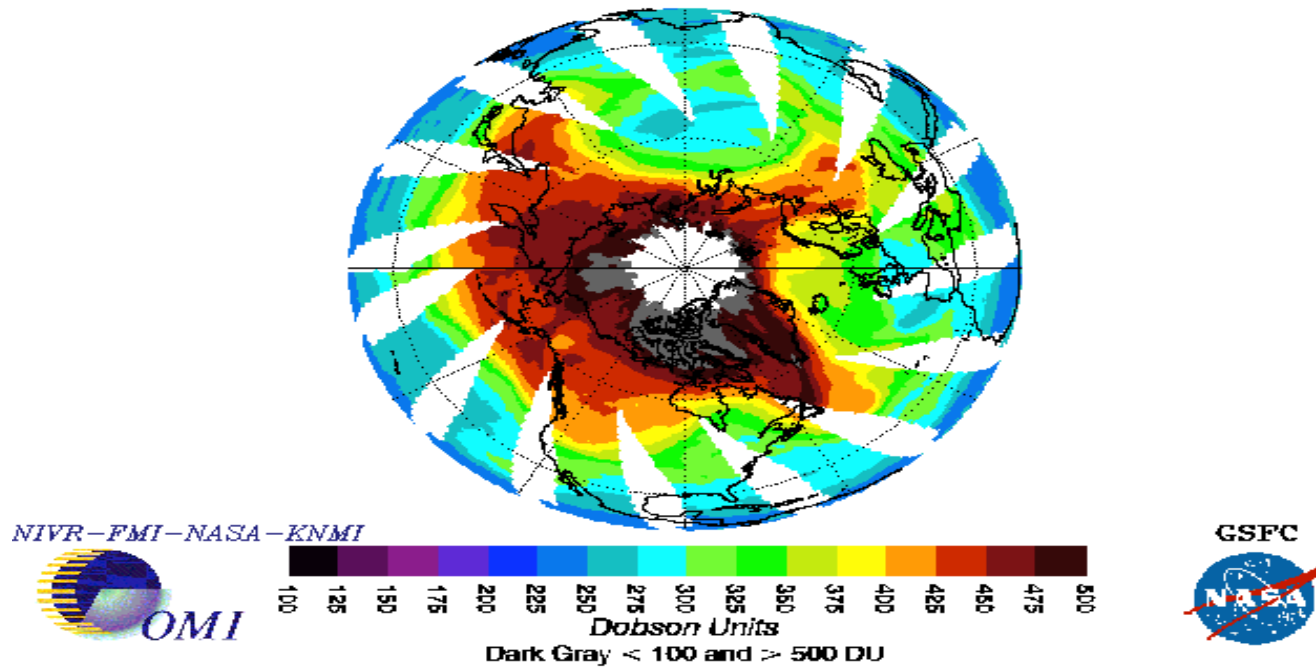 NIVR-FMI-NASA-KNMI
OMI
100 125 150 175 200 225 250 275 300 325 350 375 400 425 450 475 500
Dobson Units
Dark Gray < 100 and > 500 DU
GSFC
NASA